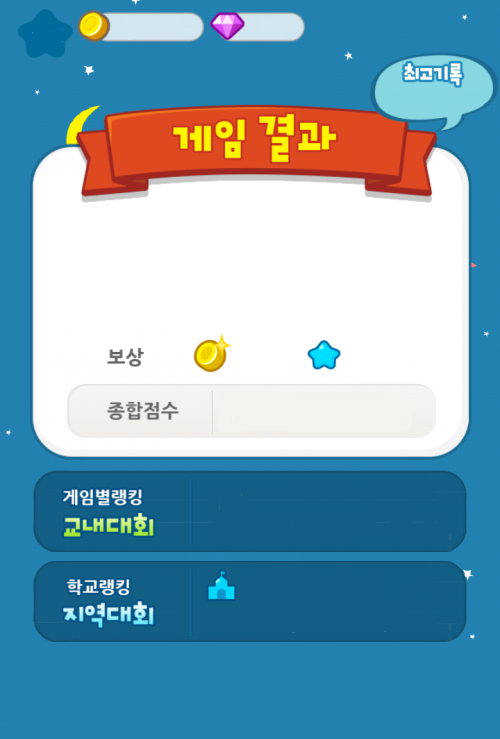 최고기록
게임 결과
보상
종합점수
게임별랭킹
교내대회
학교랭킹
지역대회